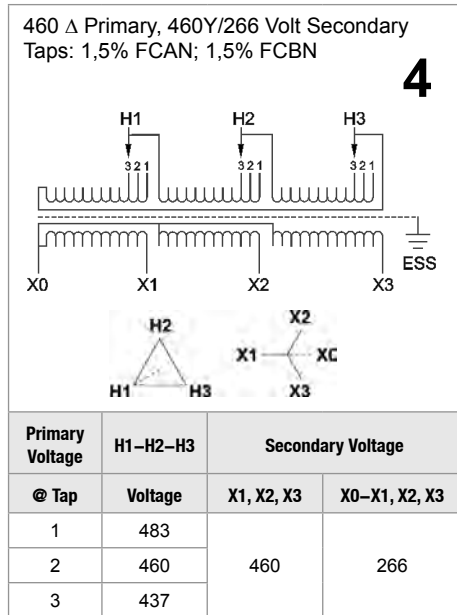 460 Δ Primary, 460Y/266 Volt Secondary
Taps: 1,5% FCAN; 1,5% FCBN
4
H1 H2 H3
3 2 1 3 2 1 3 2 1
ESS
X0 X1 X2 X3
H2 X2
X1 X0
H1 H3 X3
Primary Voltage H1–H2–H3 Secondary Voltage
@ Tap Voltage X1, X2, X3 X0–X1, X2, X3
1 483
2 460 460 266
3 437